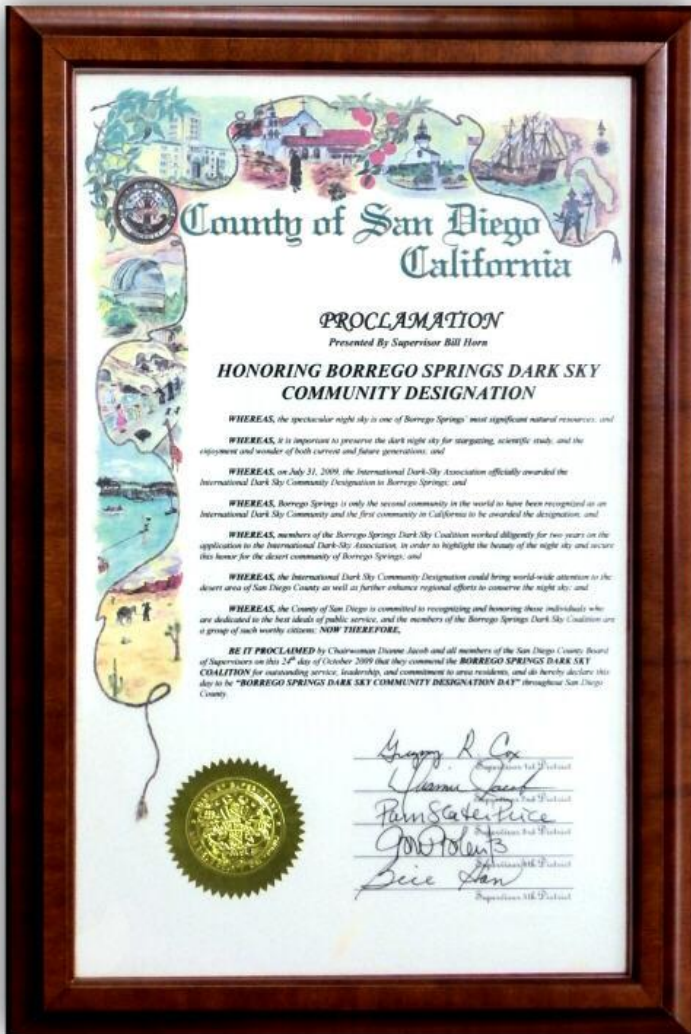 County of San Diego
California
PROCLAMATION
Presented By Supervisor Bill Horn
HONORING BORREGO SPRINGS DARK SKY
COMMUNITY DESIGNATION
WHEREAS, the spectacular night sky is one of Borrego Springs' most significant natural resources; and
WHEREAS, it is important to preserve the dark night sky for stargazing, scientific study, and the
enjoyment and wonder of both current and future generations; and
WHEREAS, on July 31, 2009, the International Dark-Sky Association officially awarded the
International Dark Sky Community Designation to Borrego Springs; and
WHEREAS, Borrego Springs is only the second community in the world to have been recognized as an
International Dark Sky Community and the first community in California to be awarded the designation; and
WHEREAS, members of the Borrego Springs Dark Sky Coalition worked diligently for two years on the
application to the International Dark-Sky Association, in order to highlight the beauty of the night sky and secure
this honor for the desert community of Borrego Springs; and
WHEREAS, the International Dark Sky Community Designation could bring world-wide attention to the
desert area of San Diego County as well as further enhance regional efforts to conserve the night sky; and
WHEREAS, the County of San Diego is committed to recognizing and honoring those individuals who
are dedicated to the best ideals of public service, and the members of the Borrego Springs Dark Sky Coalition are
a group of such worthy citizens; NOW THEREFORE,
BE IT PROCLAIMED by Chairwoman Dianne Jacob and all members of the San Diego County Board
of Supervisors on this 24th day of October 2009 that they commend the BORREGO SPRINGS DARK SKY
COALITION for outstanding service, leadership, and commitment to area residents, and do hereby declare this
day to be "BORREGO SPRINGS DARK SKY COMMUNITY DESIGNATION DAY" throughout San Diego
County.
Gregory R. Cox
Supervisor 1st District
Dianne Jacob
Supervisor 2nd District
Pam Slater Price
Supervisor 3rd District
Supervisor 4th District
Bill Horn
Supervisor 5th District